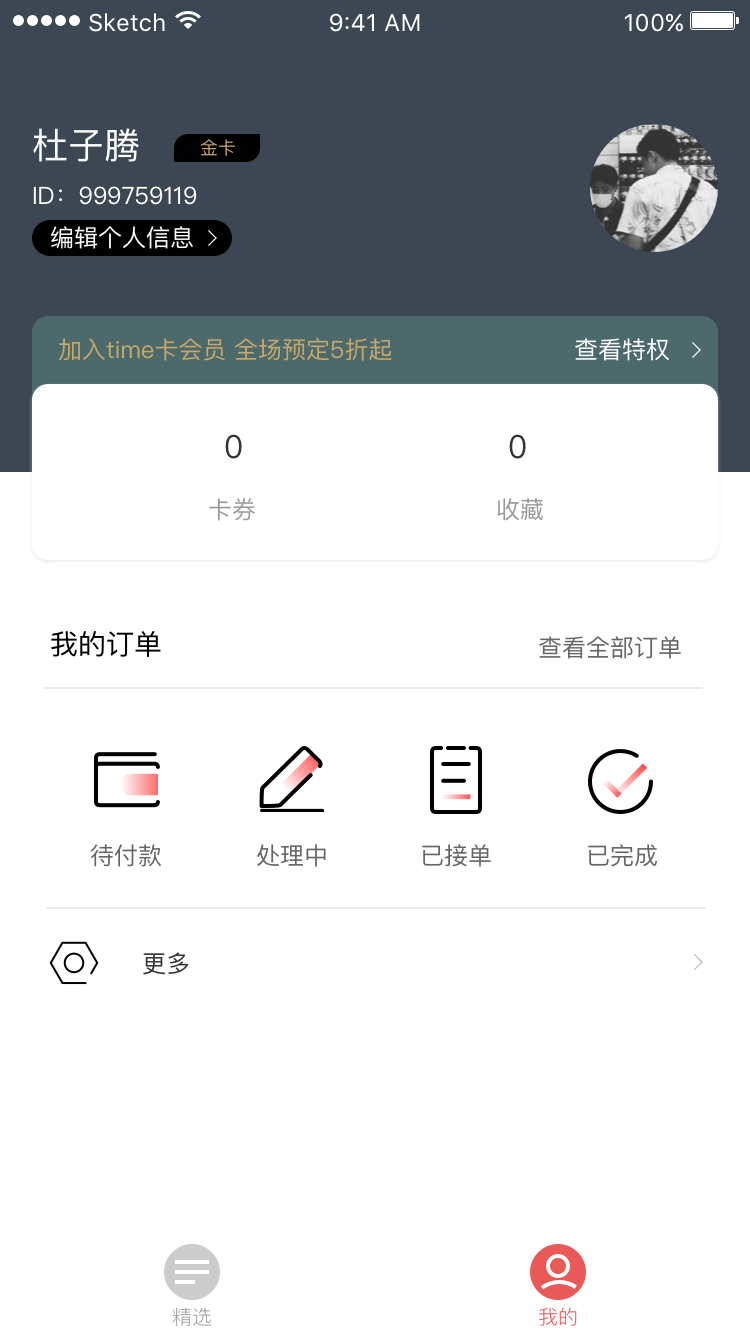 Sketch 9:41 AM 100%
杜子腾 金卡
ID：999759119
编辑个人信息
加入time卡会员 全场预定5折起 查看特权
0 0
卡券 收藏
我的订单 查看全部订单
待付款 处理中 已接单 已完成
更多
精选 我的